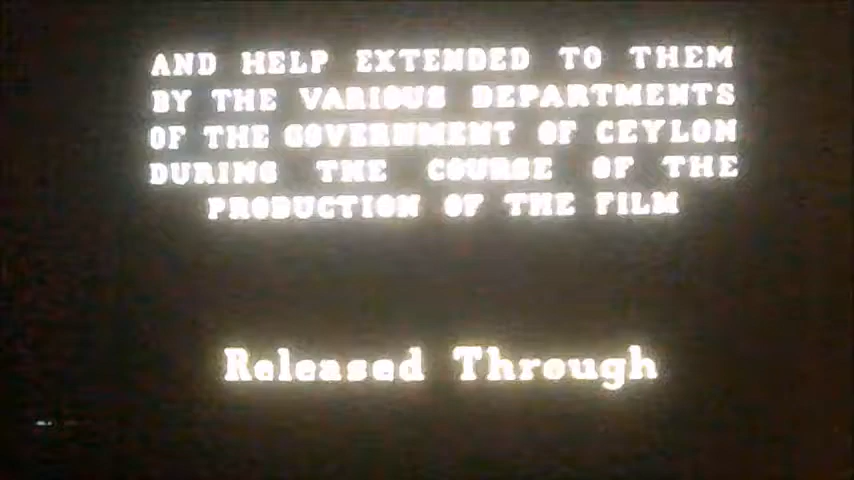 AND HELP EXTENDED TO THEM
BY THE VARIOUS DEPARTMENTS
OF THE GOVERNMENT OF CEYLON
DURING THE COURSE OF THE
PRODUCTION OF THE FILM
Released Through